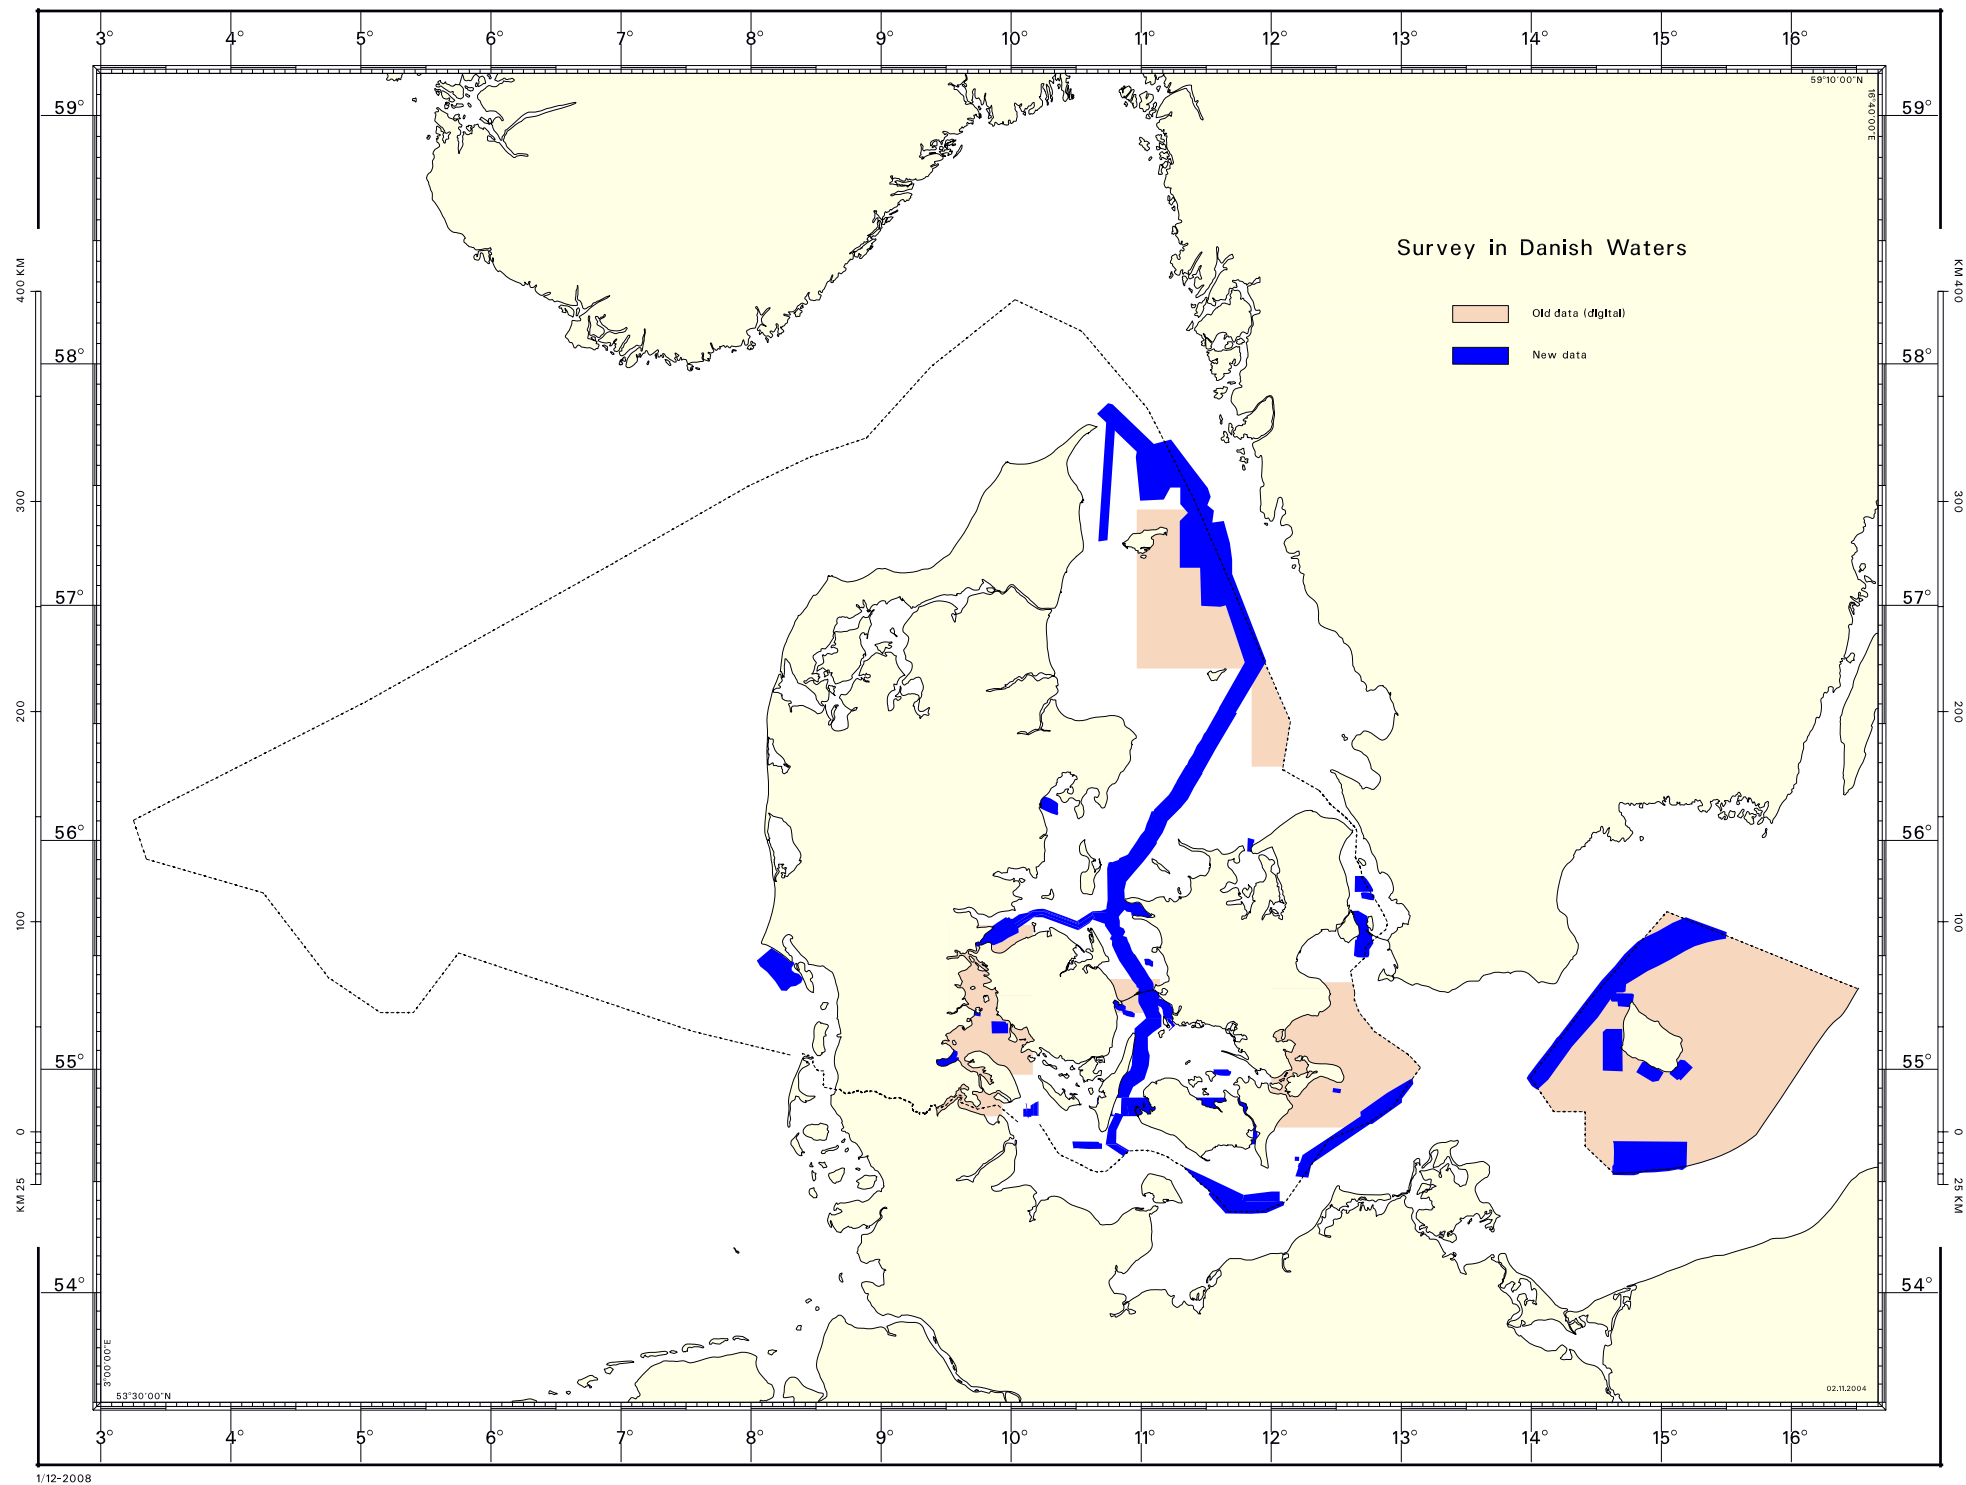 3° 4° 5° 6° 7° 8° 9° 10° 11° 12° 13° 14° 15° 16°
59°10'00"N
16°40'00"E
59° 59°
Survey in Danish Waters
400 KM KM 400
Old data (digital)
58° 58°
New data
300 300
57° 57°
200 200
56° 56°
100 100
55° 55°
0 0
KM 25 25 KM
54° 54°
3°00'00"E
53°30'00"N
02.11.2004
3° 4° 5° 6° 7° 8° 9° 10° 11° 12° 13° 14° 15° 16°
1/12-2008